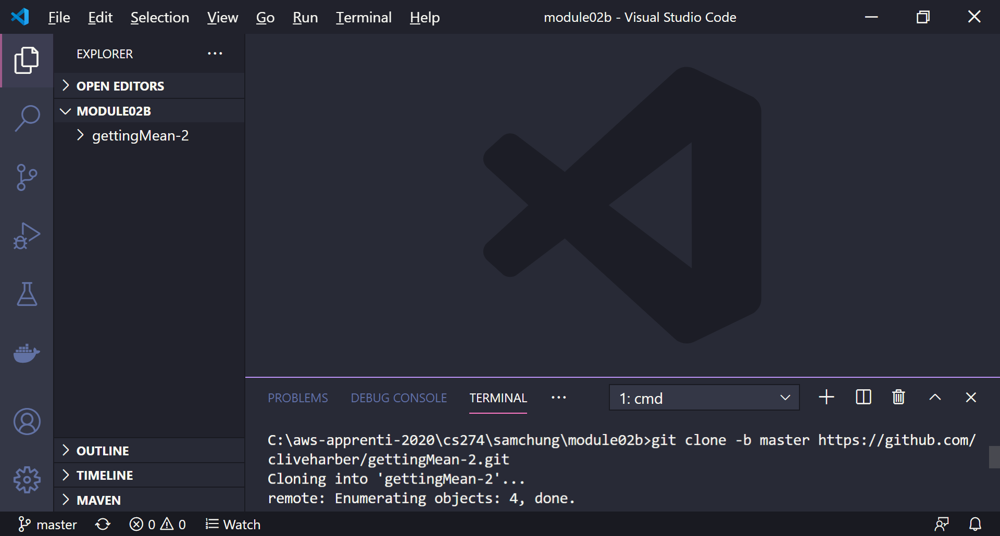 File Edit Selection View Go Run Terminal Help module02b - Visual Studio Code
EXPLORER
OPEN EDITORS
MODULE02B
gettingMean-2
OUTLINE
TIMELINE
MAVEN
PROBLEMS DEBUG CONSOLE TERMINAL 1: cmd
C:\aws-apprenti-2020\cs274\samchung\module02b>git clone -b master https://github.com/
cliveharber/gettingMean-2.git
Cloning into 'gettingMean-2'...
remote: Enumerating objects: 4, done.
master 0 0 Watch